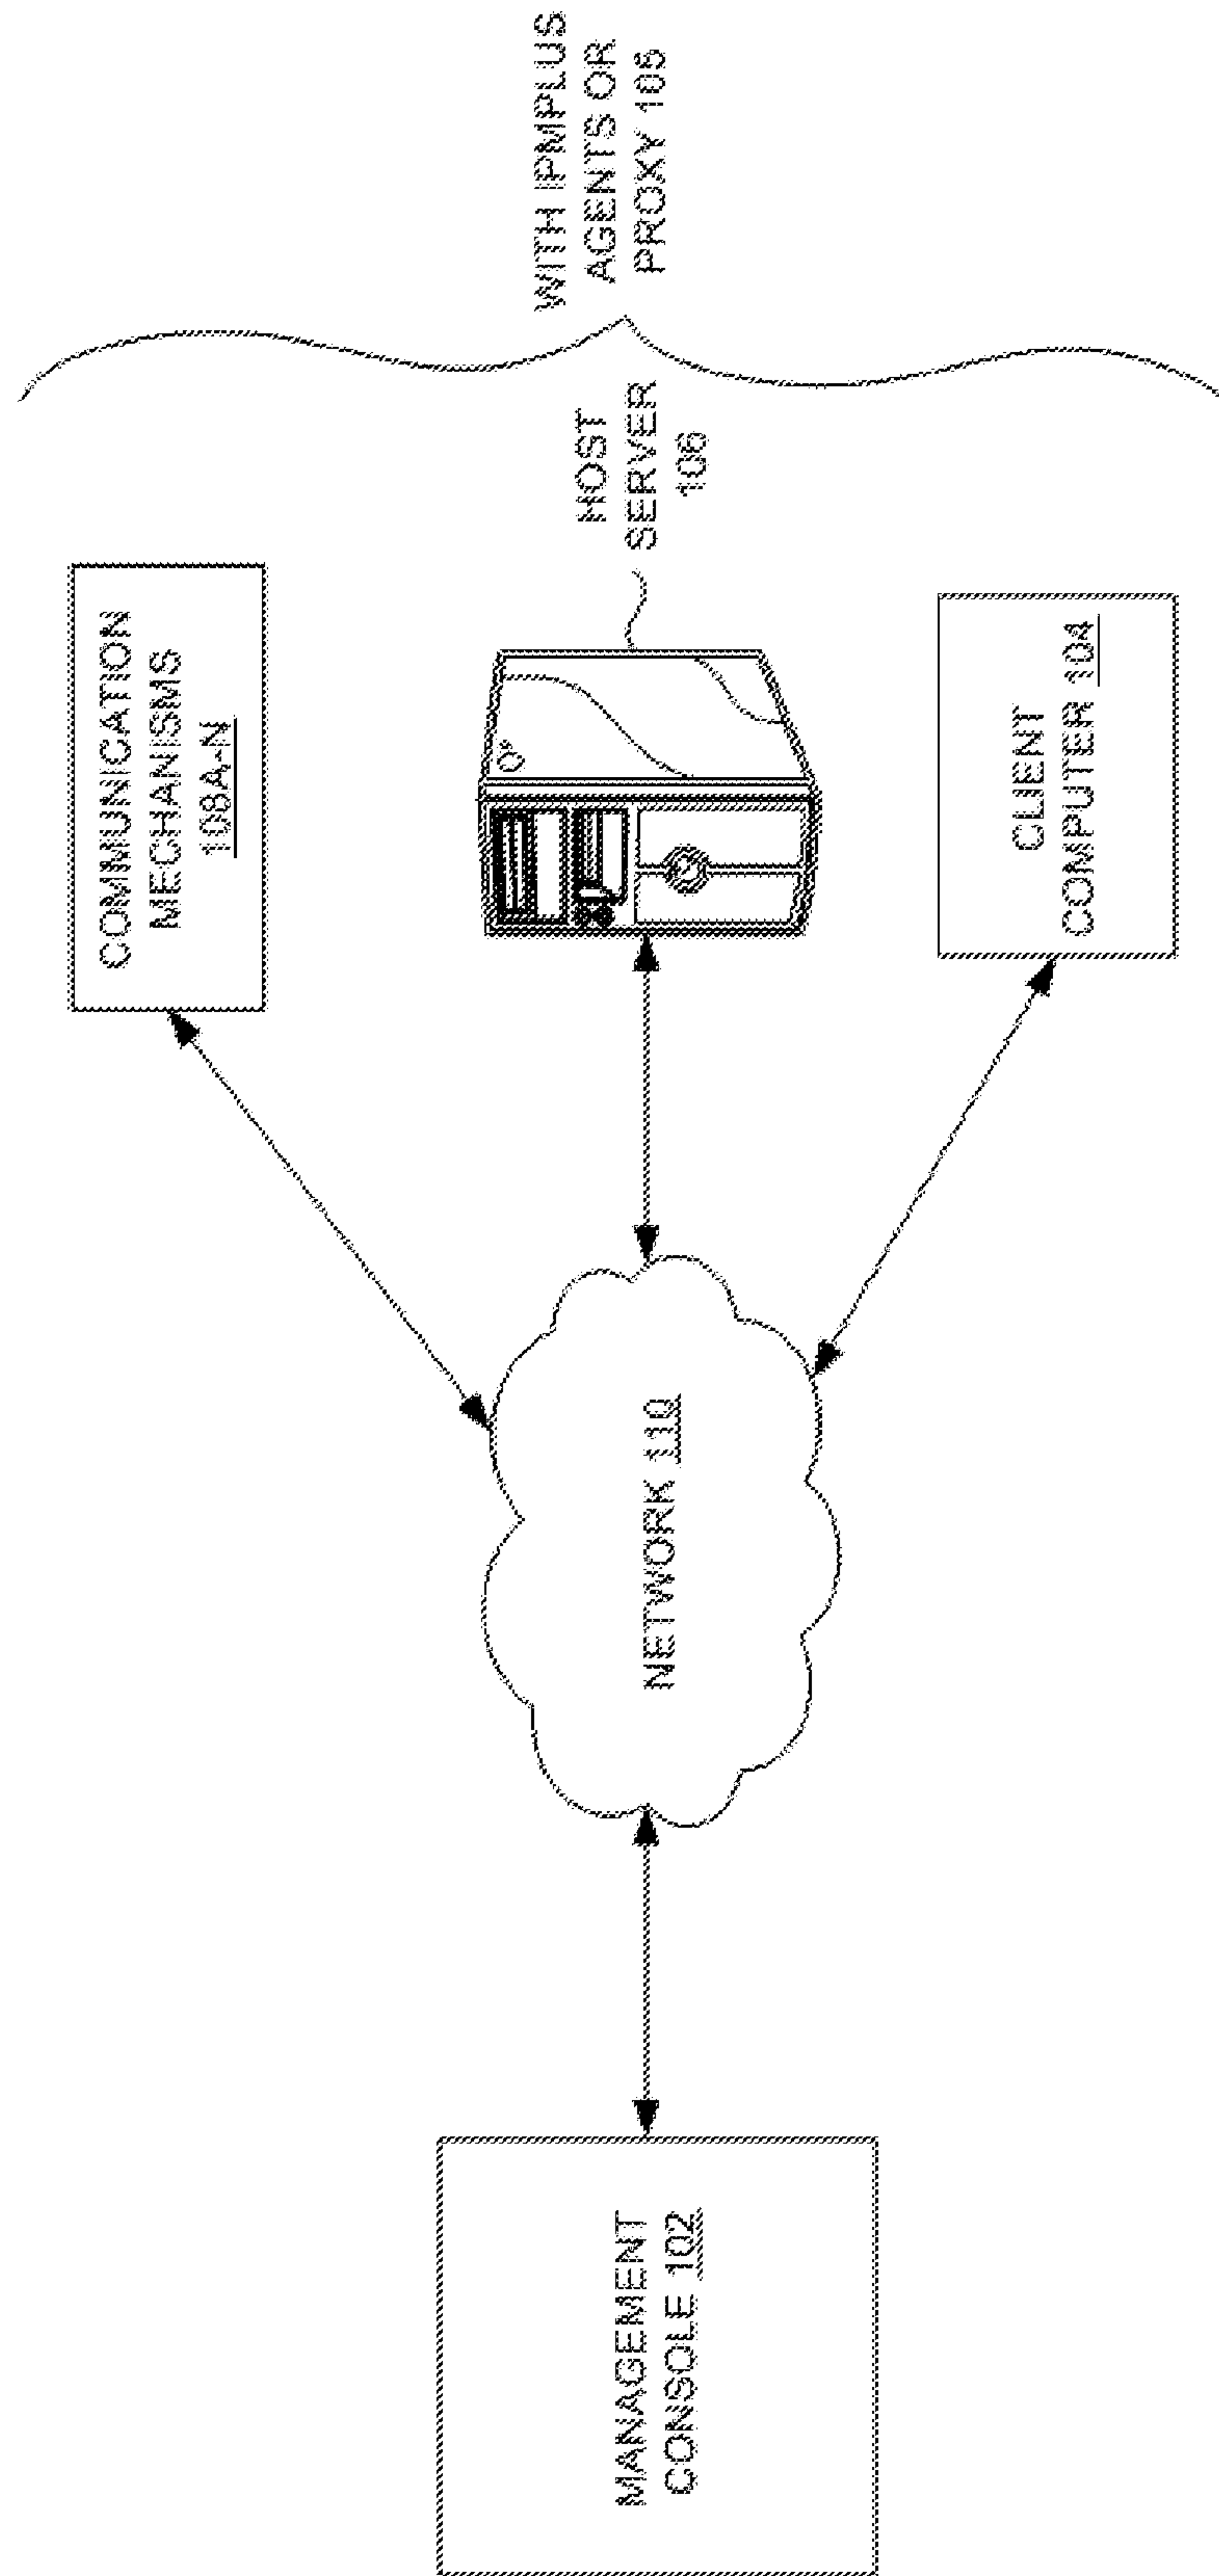 COMMUNICATION
MECHANISMS
108A-N
HOST
SERVER
106
WITH IPMPLUS
AGENTS OR
PROXY 105
MANAGEMENT
CONSOLE 102
NETWORK 110
CLIENT
COMPUTER 104